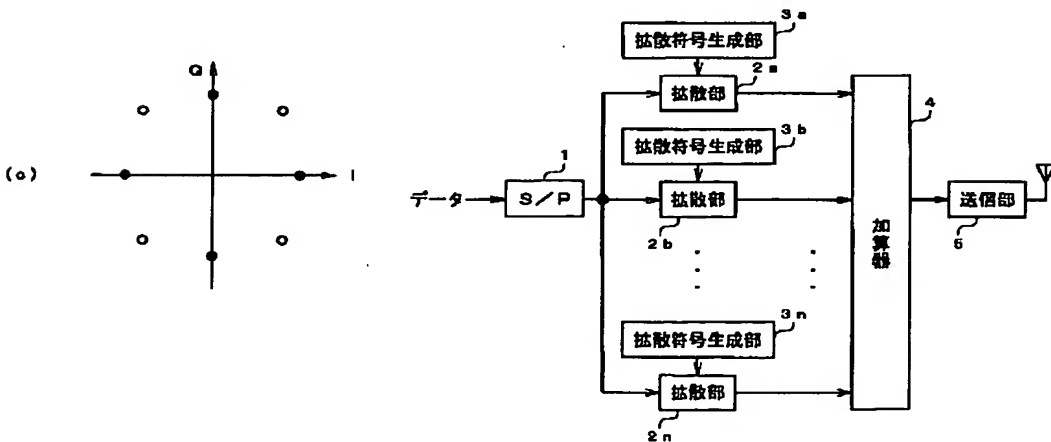 (a)
Q
I
データ
S/P
1
拡散符号生成部
3a
拡散部
2a
拡散符号生成部
3b
拡散部
2b
拡散符号生成部
3n
拡散部
2n
加算器
4
送信部
5